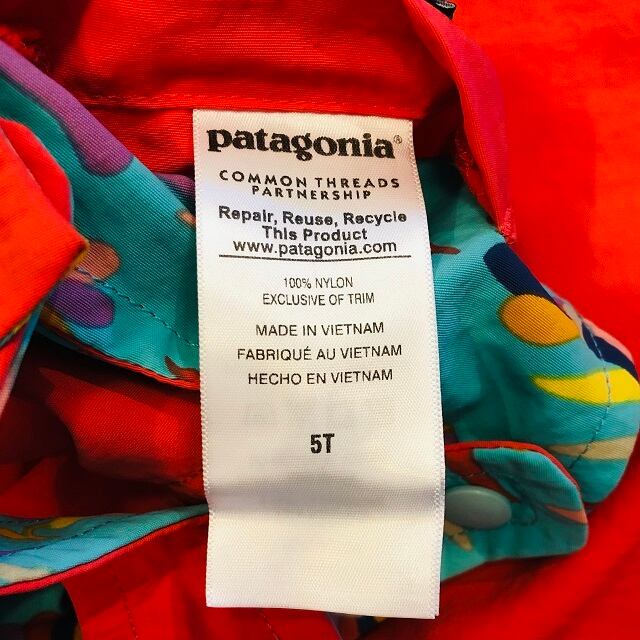 patagonia®
COMMON THREADS
PARTNERSHIP
Repair, Reuse, Recycle
This Product
www.patagonia.com
100% NYLON
EXCLUSIVE OF TRIM
MADE IN VIETNAM
FABRIQUÉ AU VIETNAM
HECHO EN VIETNAM
5T